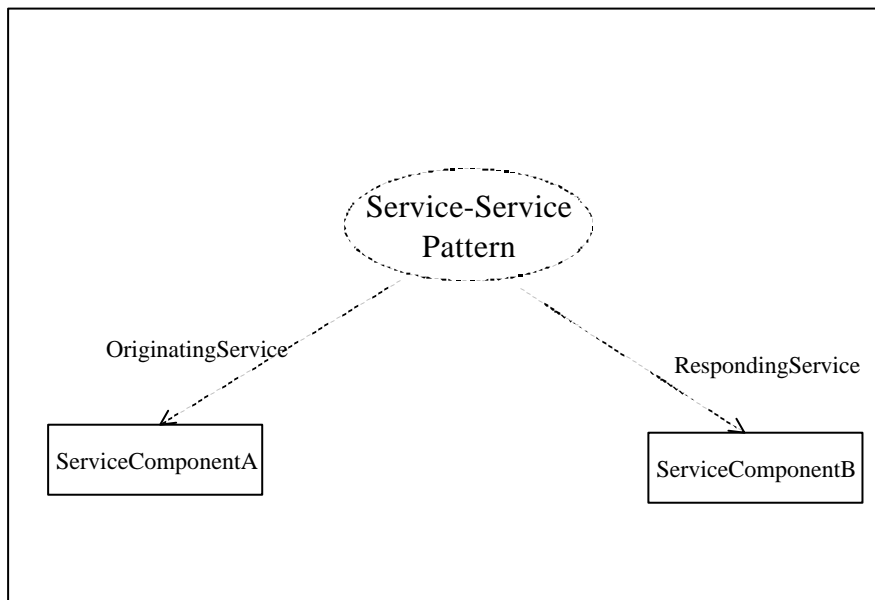 Service-Service
Pattern
OriginatingService
RespondingService
ServiceComponentA
ServiceComponentB